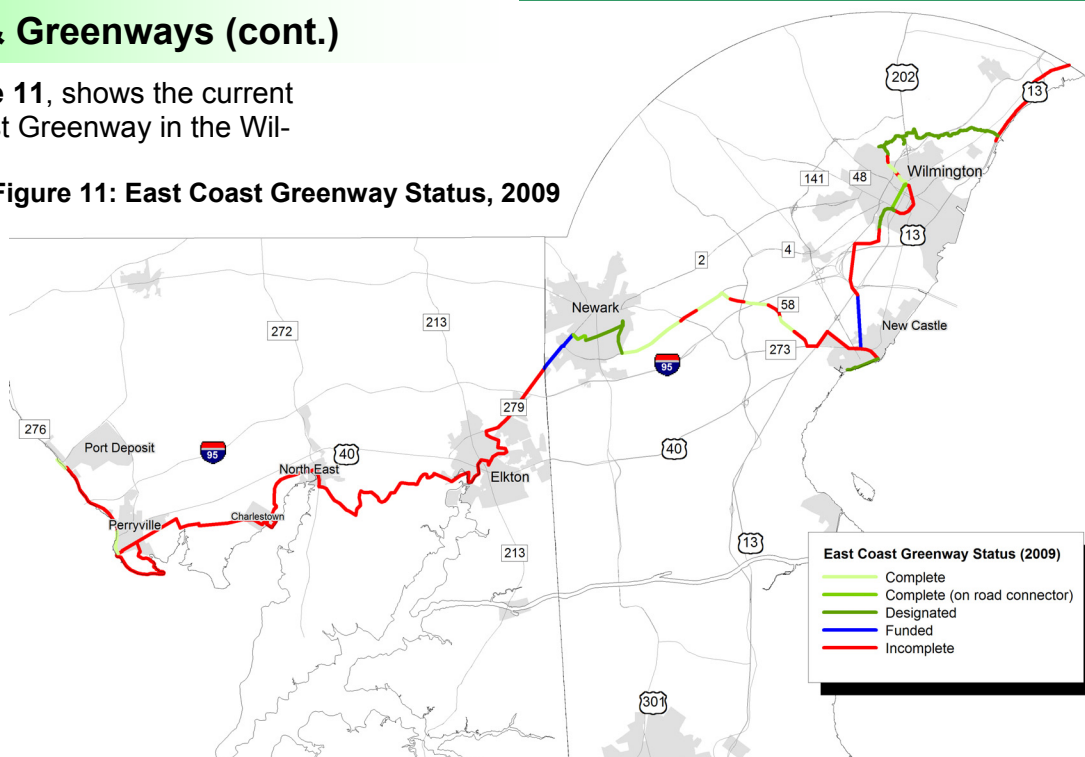 & Greenways (cont.)
e 11, shows the current
st Greenway in the Wil-
Figure 11: East Coast Greenway Status, 2009
202
13
Wilmington
141
48
13
2
4
Newark
58
New Castle
213
272
273
95
279
276
Port Deposit
95
40
40
North East
Elkton
Charlestown
Perryville
13
213
East Coast Greenway Status (2009)
Complete
Complete (on road connector)
Designated
Funded
Incomplete
301